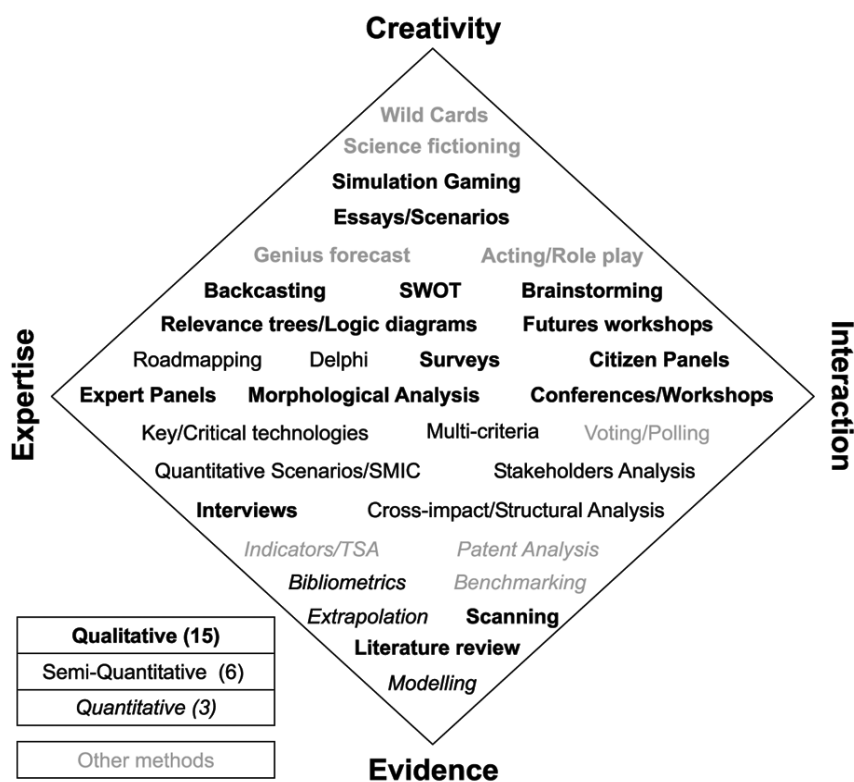 Creativity
Wild Cards
Science fictioning
Simulation Gaming
Essays/Scenarios
Genius forecast Acting/Role play
Backcasting SWOT Brainstorming
Relevance trees/Logic diagrams Futures workshops
Roadmapping Delphi Surveys Citizen Panels
Expert Panels Morphological Analysis Conferences/Workshops
Key/Critical technologies Multi-criteria Voting/Polling
Quantitative Scenarios/SMIC Stakeholders Analysis
Interviews Cross-impact/Structural Analysis
Indicators/TSA Patent Analysis
Bibliometrics Benchmarking
Extrapolation Scanning
Literature review
Modelling
Expertise
Interaction
Evidence
Qualitative (15)
Semi-Quantitative (6)
Quantitative (3)
Other methods